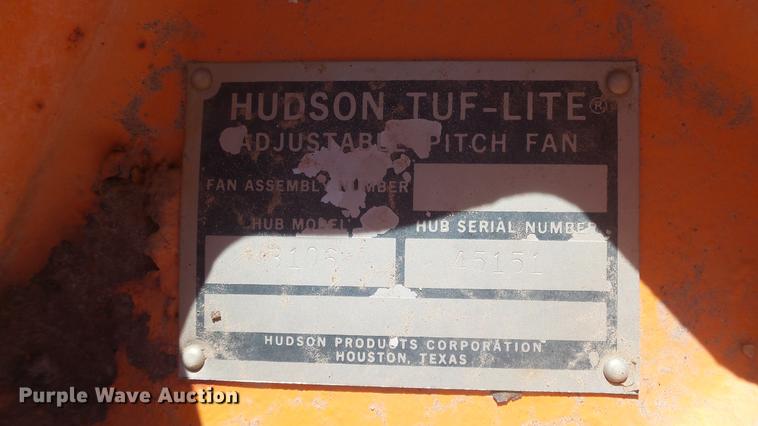 HUDSON TUF-LITE®
ADJUSTABLE PITCH FAN
FAN ASSEMBLY NUMBER
HUB MODEL HUB SERIAL NUMBER
45151
HUDSON PRODUCTS CORPORATION
HOUSTON, TEXAS
Purple Wave Auction